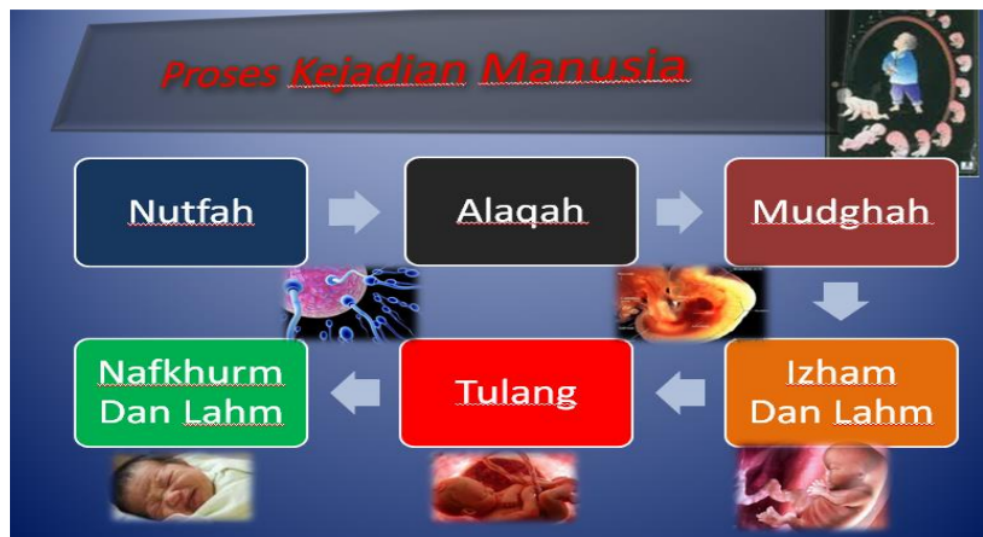 Proses Kejadian Manusia
Nutfah
Alaqah
Mudghah
Izham
Dan Lahm
Tulang
Nafkhurm
Dan Lahm